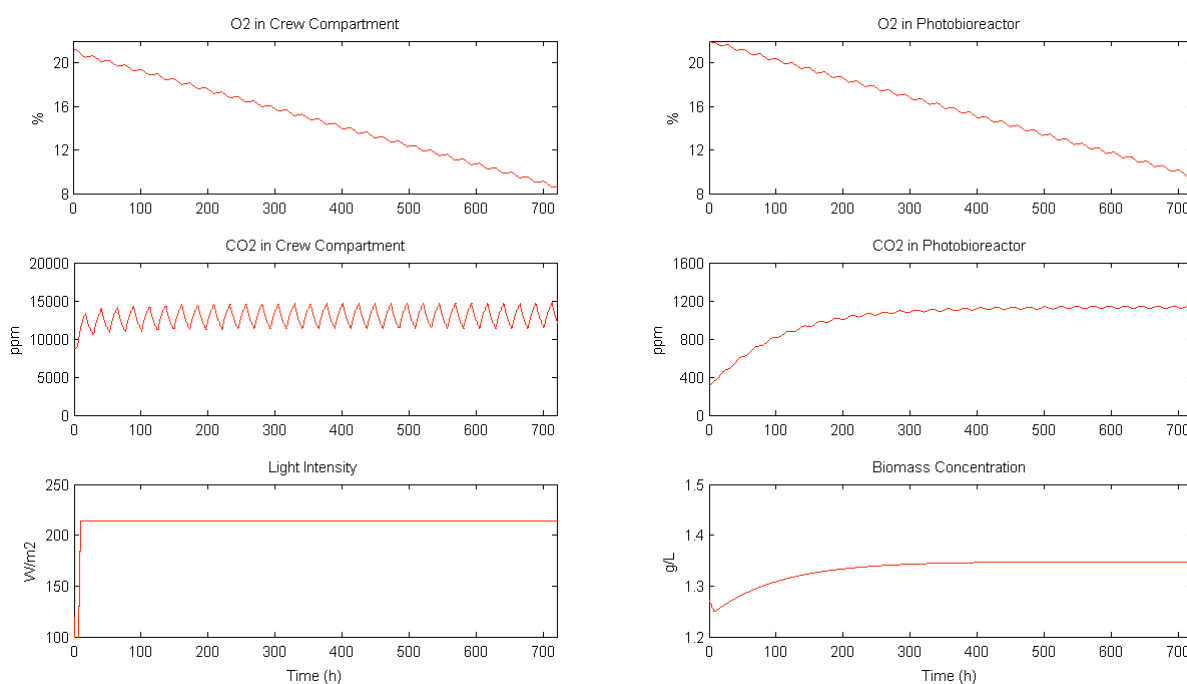 O2 in Crew Compartment
%
22
16
12
8
0 100 200 300 400 500 600 700
O2 in Photobioreactor
%
22
16
12
8
0 100 200 300 400 500 600 700
CO2 in Crew Compartment
ppm
20000
15000
10000
5000
0
0 100 200 300 400 500 600 700
CO2 in Photobioreactor
ppm
1600
1200
800
400
0
0 100 200 300 400 500 600 700
Light Intensity
W/m2
250
200
150
100
0 100 200 300 400 500 600 700
Time (h)
Biomass Concentration
g/L
1.5
1.4
1.3
1.2
0 100 200 300 400 500 600 700
Time (h)